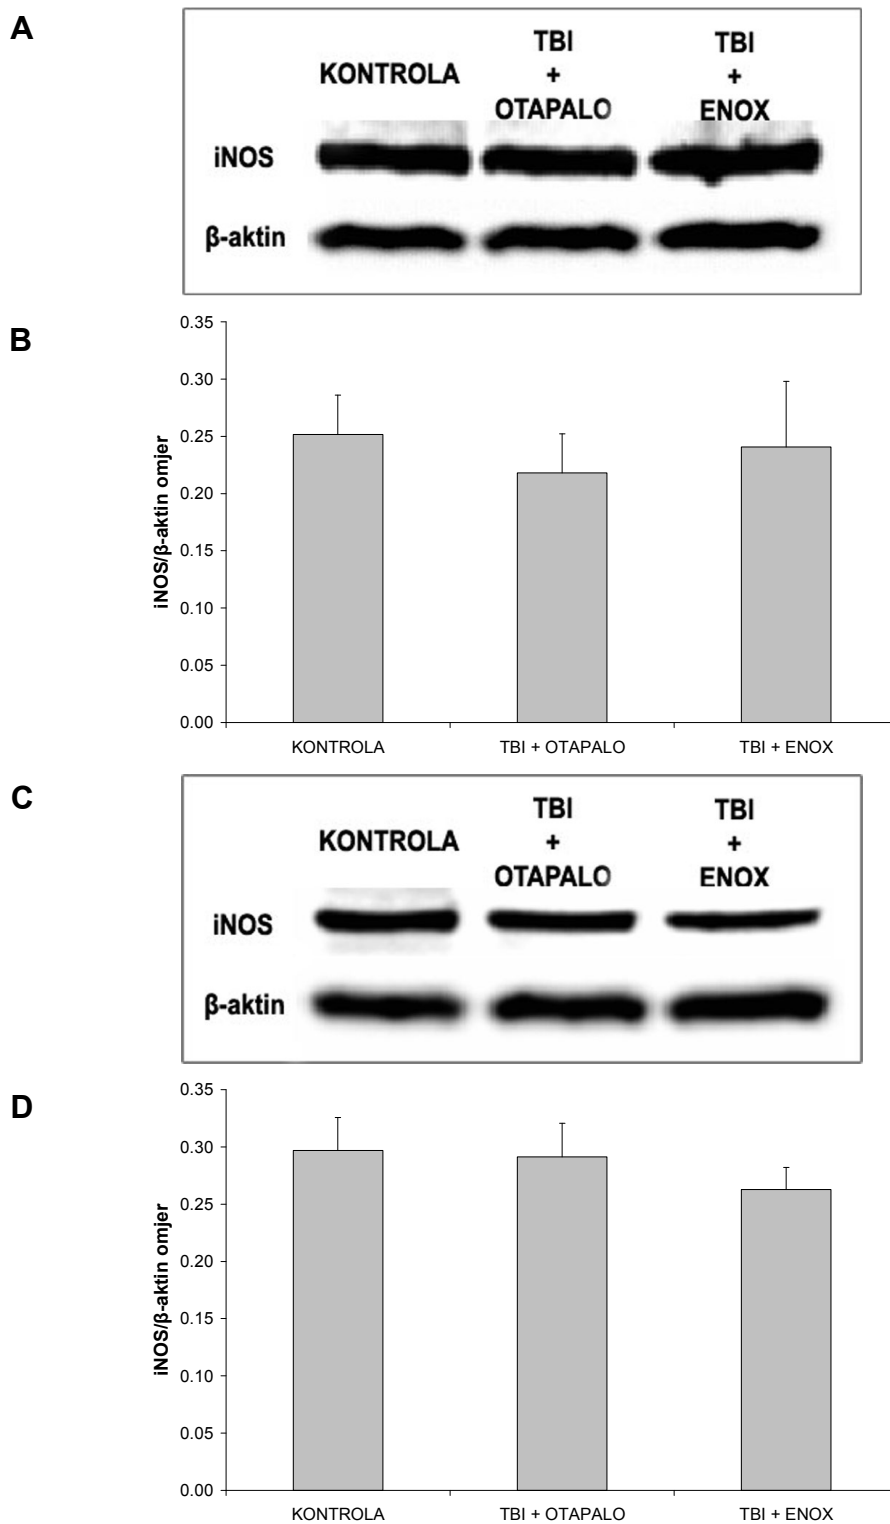 A
KONTROLA
TBI
+
OTAPALO
TBI
+
ENOX
iNOS
β-aktin
B
iNOS/β-aktin omjer
0.35
0.30
0.25
0.20
0.15
0.10
0.05
0.00
KONTROLA
TBI + OTAPALO
TBI + ENOX
C
KONTROLA
TBI
+
OTAPALO
TBI
+
ENOX
iNOS
β-aktin
D
iNOS/β-aktin omjer
0.35
0.30
0.25
0.20
0.15
0.10
0.05
0.00
KONTROLA
TBI + OTAPALO
TBI + ENOX